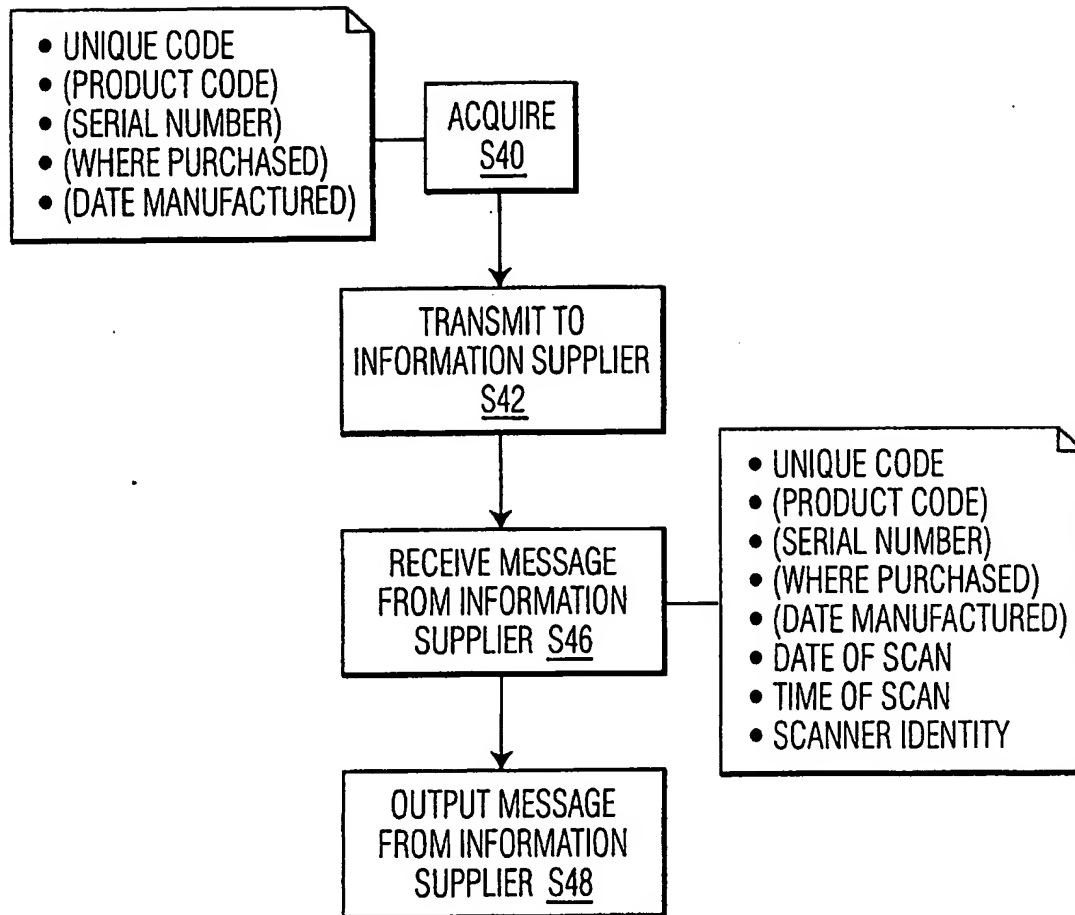 • UNIQUE CODE
• (PRODUCT CODE)
• (SERIAL NUMBER)
• (WHERE PURCHASED)
• (DATE MANUFACTURED)
ACQUIRE
S40
TRANSMIT TO
INFORMATION SUPPLIER
S42
RECEIVE MESSAGE
FROM INFORMATION
SUPPLIER S46
• UNIQUE CODE
• (PRODUCT CODE)
• (SERIAL NUMBER)
• (WHERE PURCHASED)
• (DATE MANUFACTURED)
• DATE OF SCAN
• TIME OF SCAN
• SCANNER IDENTITY
OUTPUT MESSAGE
FROM INFORMATION
SUPPLIER S48